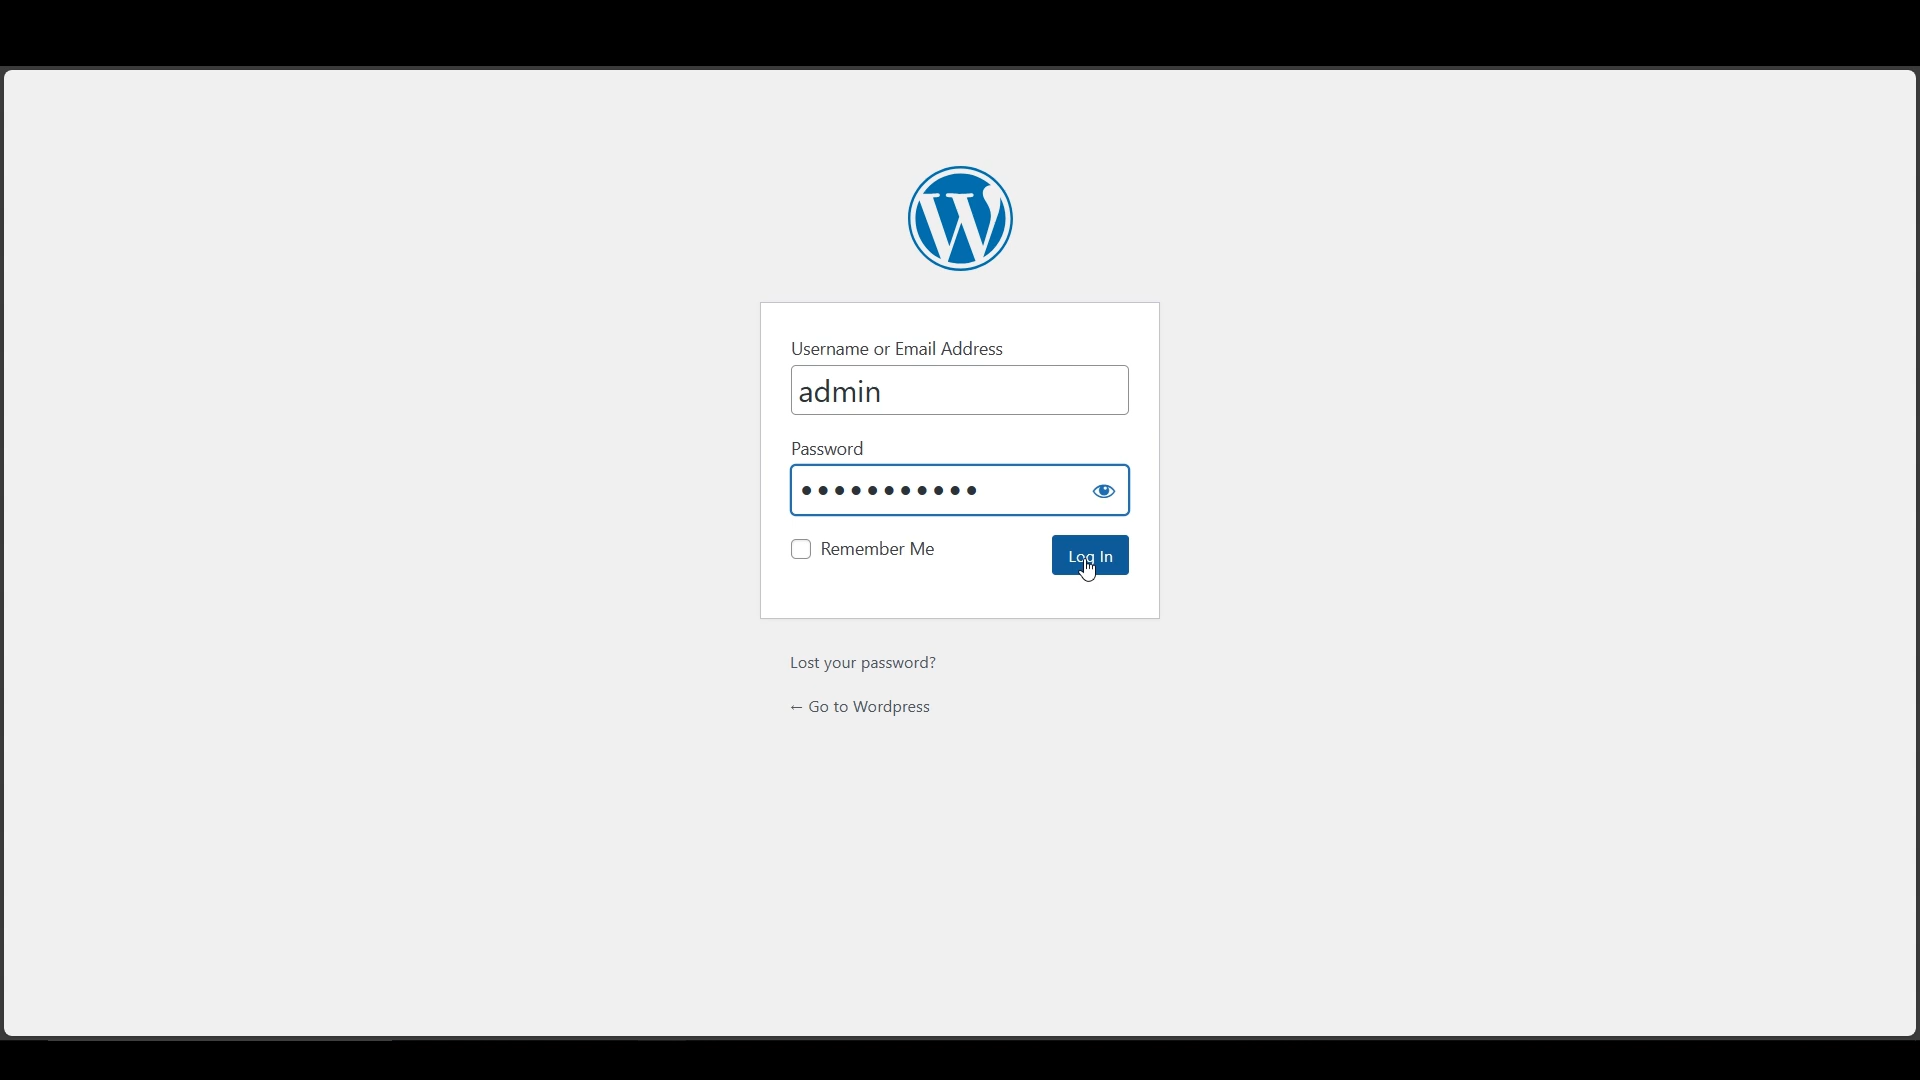 Username or Email Address
admin
Password
Remember Me
Log In
Lost your password?
← Go to Wordpress